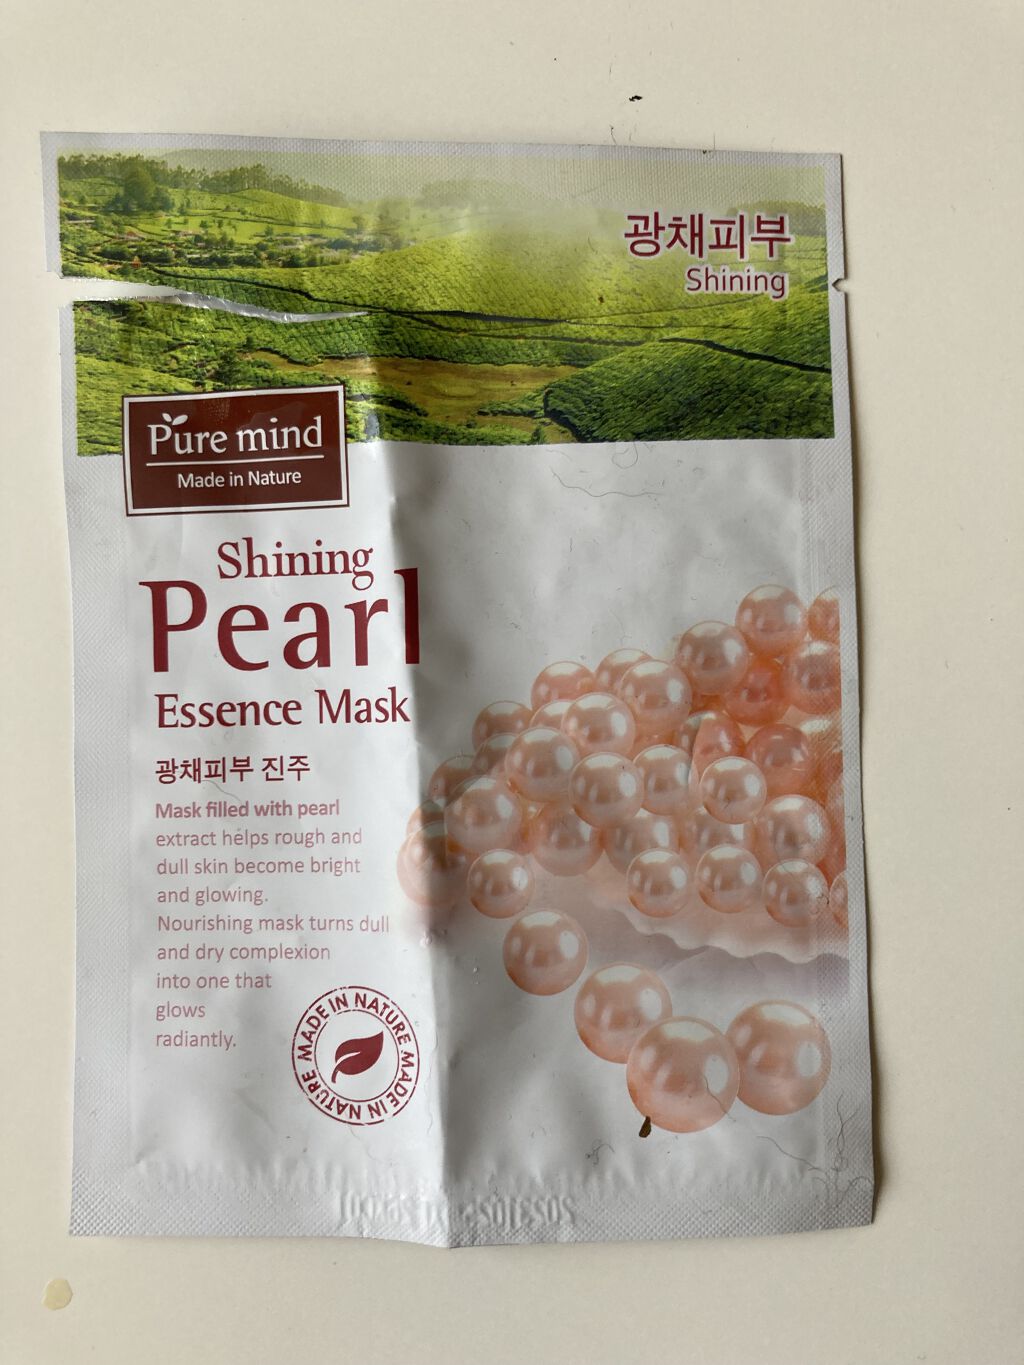 광채피부
Shining
Pure mind
Made in Nature
Shining
Pearl
Essence Mask
광채피부 진주
Mask filled with pearl
extract helps rough and
dull skin become bright
and glowing.
Nourishing mask turns dull
and dry complexion
into one that
glows
radiantly.
MADE IN NATURE MADE IN NATURE